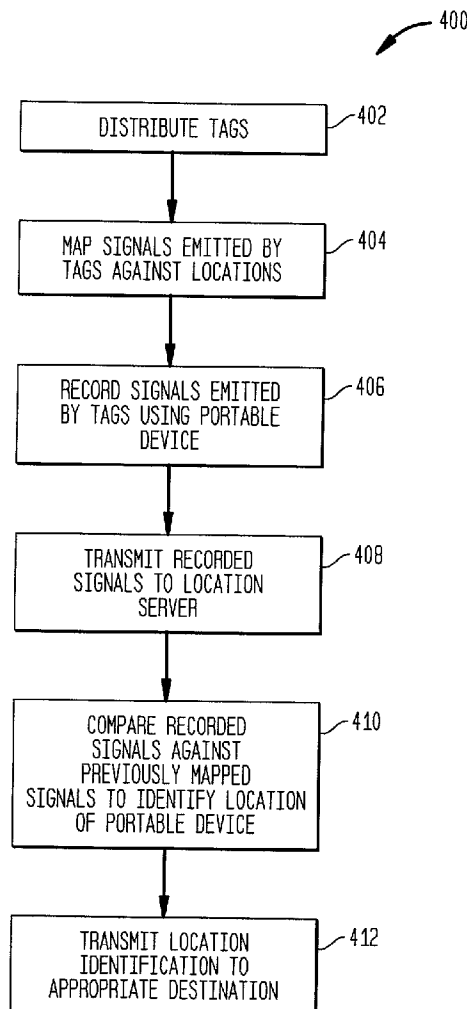 400
DISTRIBUTE TAGS
402
MAP SIGNALS EMITTED BY
TAGS AGAINST LOCATIONS
404
RECORD SIGNALS EMITTED
BY TAGS USING PORTABLE
DEVICE
406
TRANSMIT RECORDED
SIGNALS TO LOCATION
SERVER
408
COMPARE RECORDED
SIGNALS AGAINST
PREVIOUSLY MAPPED
SIGNALS TO IDENTIFY LOCATION
OF PORTABLE DEVICE
410
TRANSMIT LOCATION
IDENTIFICATION TO
APPROPRIATE DESTINATION
412